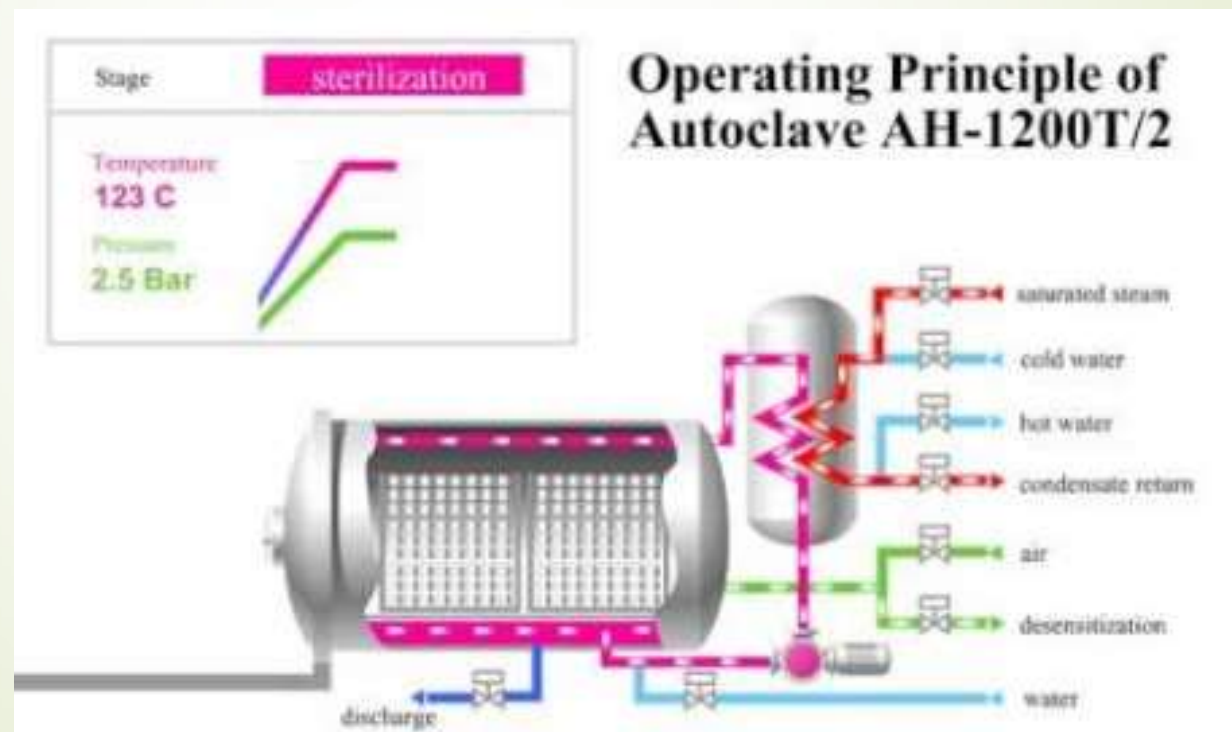 Stage
sterilization
Operating Principle of
Autoclave AH-1200T/2
Temperature
123 C
Pressure
2.5 Bar
saturated steam
cold water
hot water
condensate return
air
desensitization
water
discharge